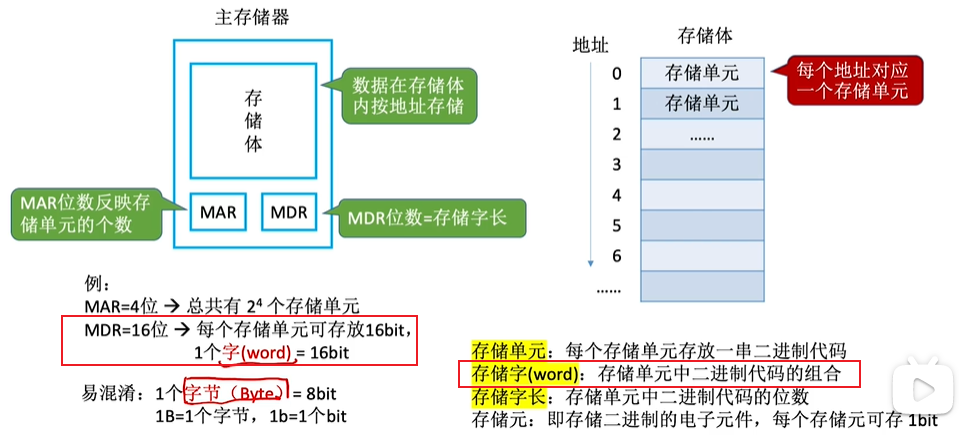 主存储器
存储体
数据在存储体
内按地址存储
MAR位数反映存
储单元的个数
MAR
MDR
MDR位数=存储字长
例：
MAR=4位 → 总共有 2⁴ 个存储单元
MDR=16位 → 每个存储单元可存放16bit，
1个字(word) = 16bit
易混淆：1个字节（Byte）= 8bit
1B=1个字节，1b=1个bit
地址
存储体
0 存储单元
1 存储单元
2 ……
3
4
5
6
……
每个地址对应
一个存储单元
存储单元：每个存储单元存放一串二进制代码
存储字(word)：存储单元中二进制代码的组合
存储字长：存储单元中二进制代码的位数
存储元：即存储二进制的电子元件，每个存储元可存 1bit